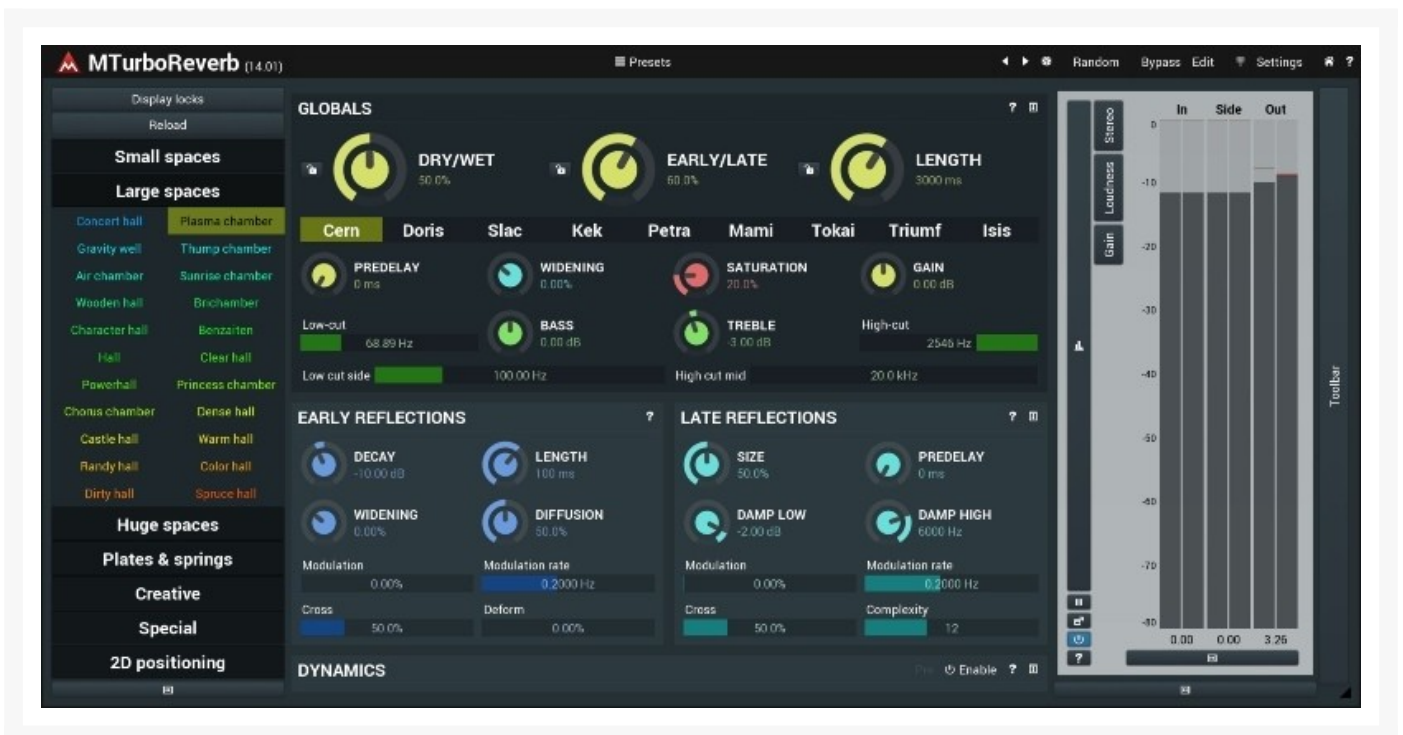 MTurboReverb (14.01)
Presets
Random Bypass Edit Settings ?
Display locks
Reload
Small spaces
Large spaces
Concert hall Plasma chamber
Gravity well Thump chamber
Air chamber Sunrise chamber
Wooden hall Brichamber
Character hall Benzaiten
Hall Clear hall
Powerhall Princess chamber
Chorus chamber Dense hall
Castle hall Warm hall
Randy hall Color hall
Dirty hall Spruce hall
Huge spaces
Plates & springs
Creative
Special
2D positioning
GLOBALS ?
DRY/WET EARLY/LATE LENGTH
50.0% 60.0% 3000 ms
Cern Doris Slac Kek Petra Mami Tokai Triumf Isis
PREDELAY WIDENING SATURATION GAIN
0 ms 0.00% 20.0% 0.00 dB
Low-cut BASS TREBLE High-cut
68.89 Hz 0.00 dB -3.00 dB 2546 Hz
Low cut side 100.00 Hz High cut mid 20.0 kHz
EARLY REFLECTIONS ?
DECAY LENGTH
-10.00 dB 100 ms
WIDENING DIFFUSION
0.00% 50.0%
Modulation Modulation rate
0.00% 0.2000 Hz
Cross Deform
50.0% 0.00%
LATE REFLECTIONS ?
SIZE PREDELAY
50.0% 0 ms
DAMP LOW DAMP HIGH
-2.00 dB 6000 Hz
Modulation Modulation rate
0.00% 0.2000 Hz
Cross Complexity
50.0% 12
DYNAMICS Enable ?
Stereo
Loudness
Gain
In Side Out
0
-10
-20
-30
-40
-50
-60
-70
-80
0.00 0.00 3.26
?
Toolbar